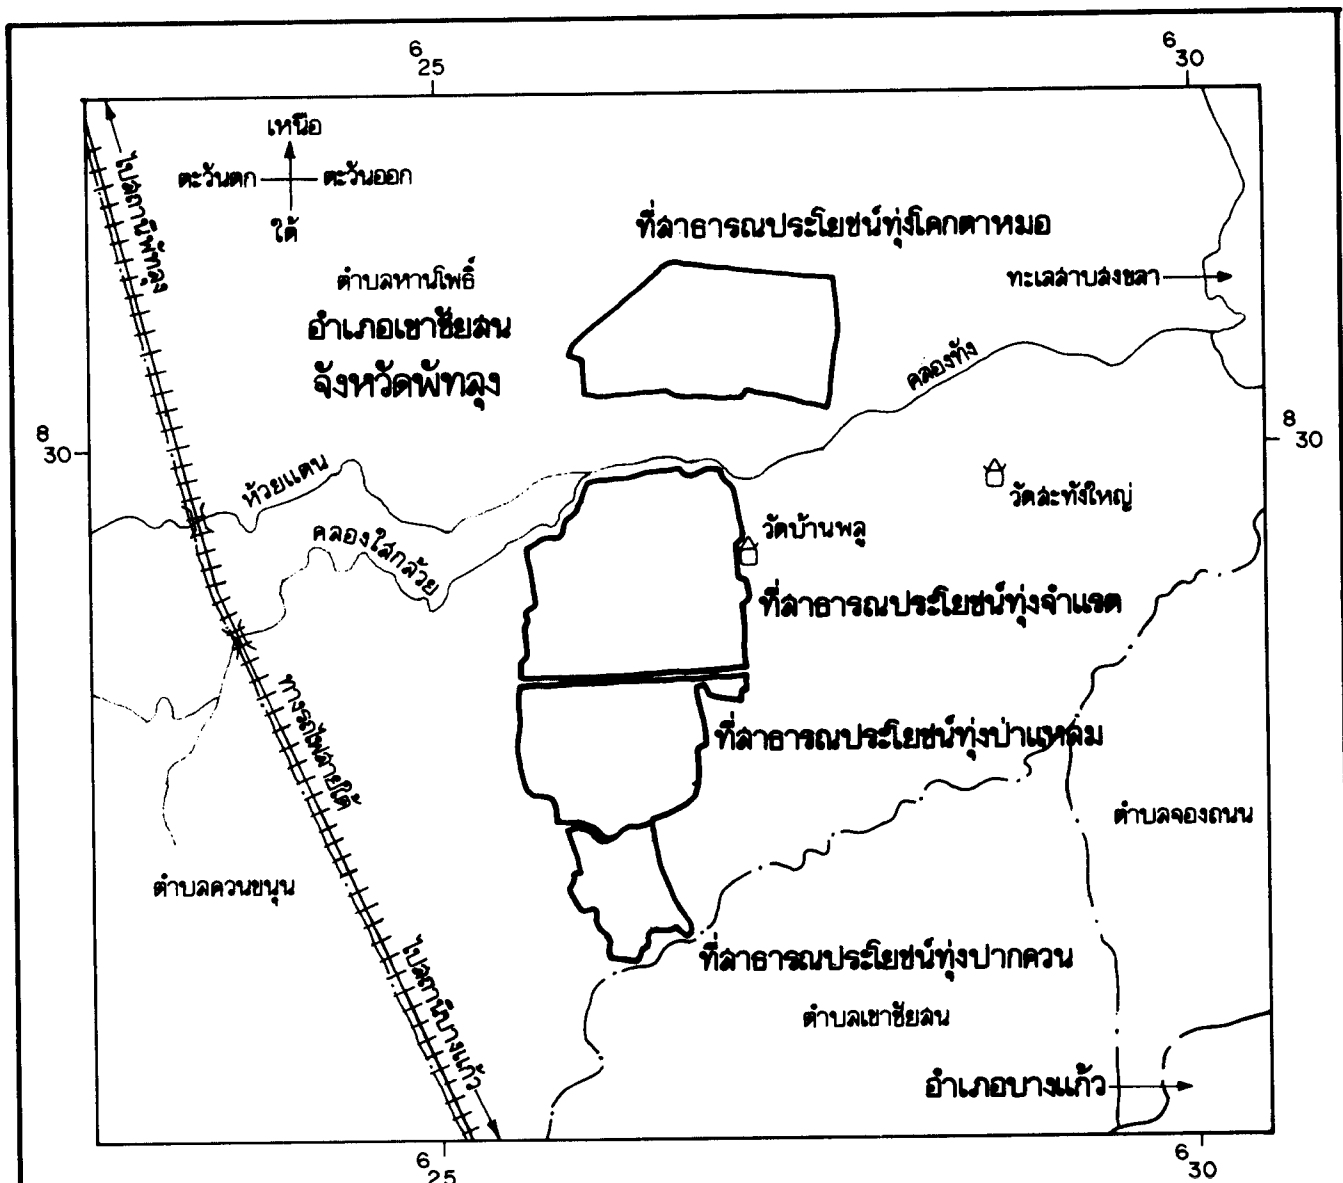 6
25
6
30
เหนือ
ตะวันตก
ตะวันออก
ใต้
ไปสถานีพัทลุง
ที่สาธารณประโยชน์ทุ่งโคกตาหมอ
ตำบลหานโพธิ์
อำเภอเขาชัยสน
จังหวัดพัทลุง
ทะเลสาบสงขลา
คลองท้ง
8
30
8
30
ห้วยแตน
คลองใสกล้วย
วัดสะทังใหญ่
วัดบ้านพลู
ที่สาธารณประโยชน์ทุ่งจำแรด
ทางรถไฟสายใต้
ที่สาธารณประโยชน์ทุ่งป่าแหลม
ตำบลจองถนน
ตำบลควนขนุน
ไปสถานีบางแก้ว
ที่สาธารณประโยชน์ทุ่งปากควน
ตำบลเขาชัยสน
อำเภอบางแก้ว
6
25
6
30